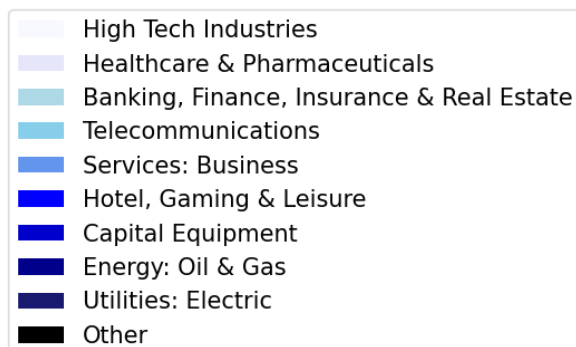 High Tech Industries
Healthcare & Pharmaceuticals
Banking, Finance, Insurance & Real Estate
Telecommunications
Services: Business
Hotel, Gaming & Leisure
Capital Equipment
Energy: Oil & Gas
Utilities: Electric
Other